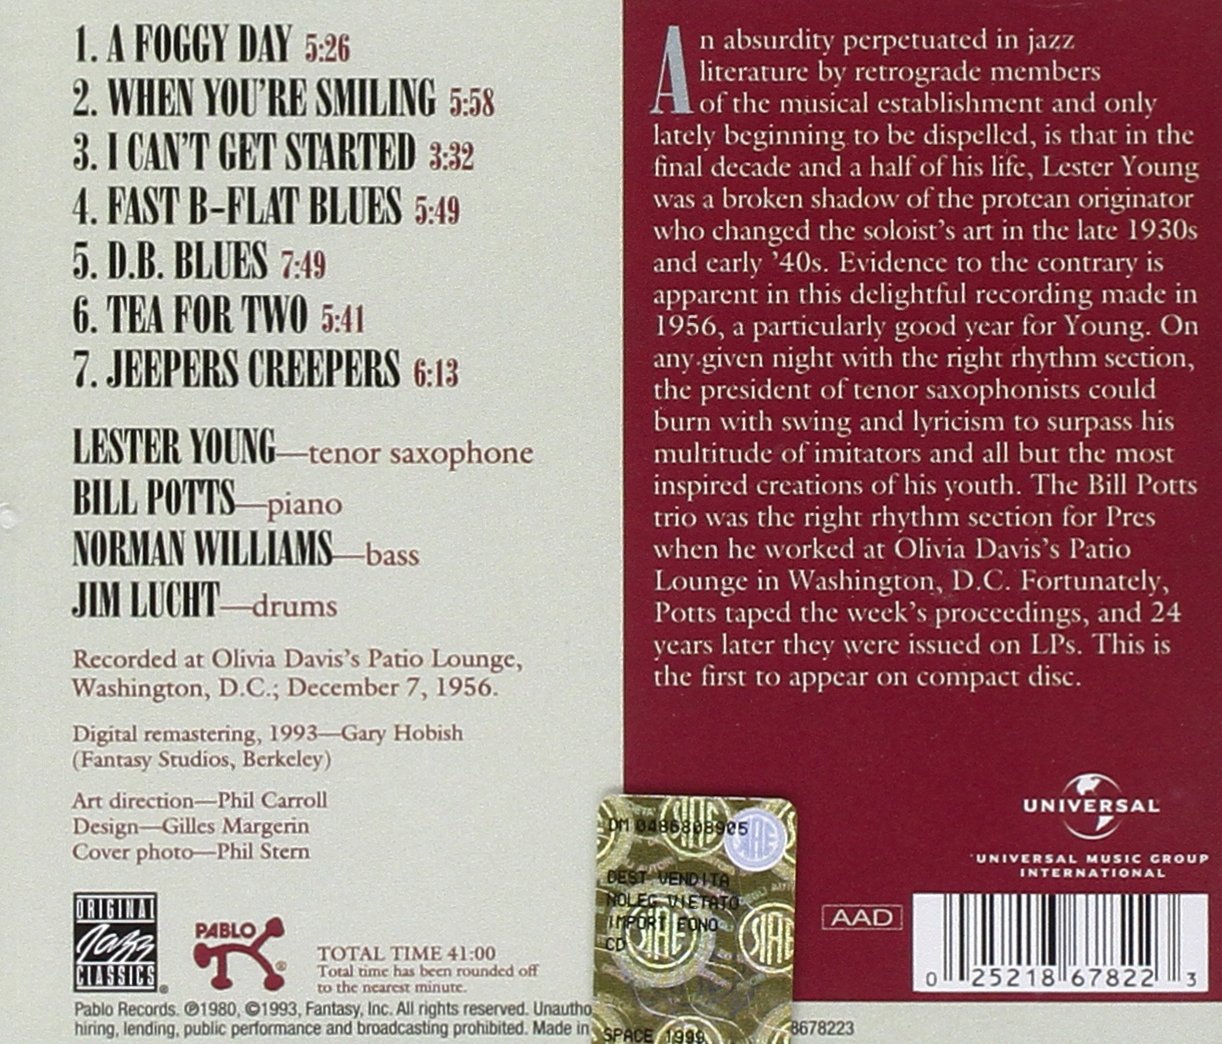 1. A FOGGY DAY 5:26
2. WHEN YOU'RE SMILING 5:58
3. I CAN'T GET STARTED 3:32
4. FAST B-FLAT BLUES 5:49
5. D.B. BLUES 7:49
6. TEA FOR TWO 5:41
7. JEEPERS CREEPERS 6:13
LESTER YOUNG—tenor saxophone
BILL POTTS—piano
NORMAN WILLIAMS—bass
JIM LUCHT—drums
Recorded at Olivia Davis's Patio Lounge,
Washington, D.C.; December 7, 1956.
Digital remastering, 1993—Gary Hobish
(Fantasy Studios, Berkeley)
Art direction—Phil Carroll
Design—Gilles Margerin
Cover photo—Phil Stern
ORIGINAL
Jazz
CLASSICS®
PABLO®
TOTAL TIME 41:00
Total time has been rounded off
to the nearest minute.
Pablo Records. ℗1980, ©1993, Fantasy, Inc. All rights reserved. Unautho
hiring, lending, public performance and broadcasting prohibited. Made in
An absurdity perpetuated in jazz
literature by retrograde members
of the musical establishment and only
lately beginning to be dispelled, is that in the
final decade and a half of his life, Lester Young
was a broken shadow of the protean originator
who changed the soloist's art in the late 1930s
and early '40s. Evidence to the contrary is
apparent in this delightful recording made in
1956, a particularly good year for Young. On
any given night with the right rhythm section,
the president of tenor saxophonists could
burn with swing and lyricism to surpass his
multitude of imitators and all but the most
inspired creations of his youth. The Bill Potts
trio was the right rhythm section for Pres
when he worked at Olivia Davis's Patio
Lounge in Washington, D.C. Fortunately,
Potts taped the week's proceedings, and 24
years later they were issued on LPs. This is
the first to appear on compact disc.
UNIVERSAL
UNIVERSAL MUSIC GROUP
INTERNATIONAL
DM 0486808905
SIAE
DEST VENDITA
NOLEG VIETATO
IMPORT FONO
CD
SIAE
SPACE 1999
AAD
0 25218 67822 3
8678223